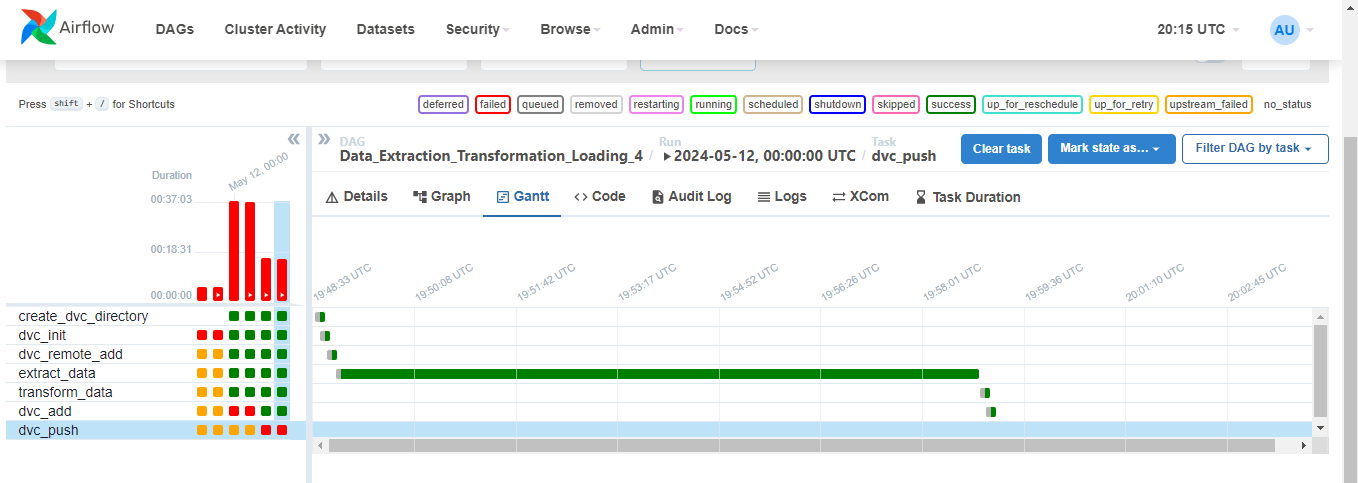 Airflow DAGs Cluster Activity Datasets Security Browse Admin Docs 20:15 UTC AU
Press shift + / for Shortcuts deferred failed queued removed restarting running scheduled shutdown skipped success up_for_reschedule up_for_retry upstream_failed no_status
DAG Run Task
Data_Extraction_Transformation_Loading_4 / 2024-05-12, 00:00:00 UTC / dvc_push Clear task Mark state as... Filter DAG by task
May 12, 00:00
Duration
00:37:03
00:18:31
00:00:00
Details Graph Gantt Code Audit Log Logs XCom Task Duration
19:48:33 UTC 19:50:08 UTC 19:51:42 UTC 19:53:17 UTC 19:54:52 UTC 19:56:26 UTC 19:58:01 UTC 19:59:36 UTC 20:01:10 UTC 20:02:45 UTC
create_dvc_directory
dvc_init
dvc_remote_add
extract_data
transform_data
dvc_add
dvc_push